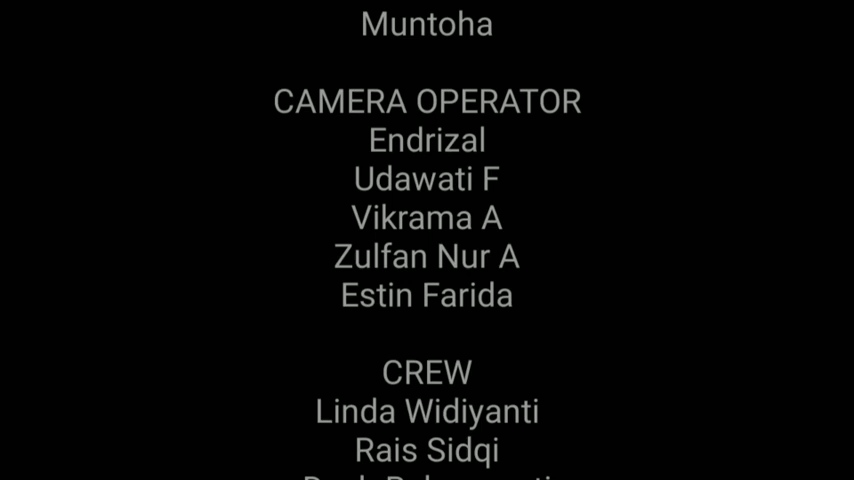 Muntoha
CAMERA OPERATOR
Endrizal
Udawati F
Vikrama A
Zulfan Nur A
Estin Farida
CREW
Linda Widiyanti
Rais Sidqi